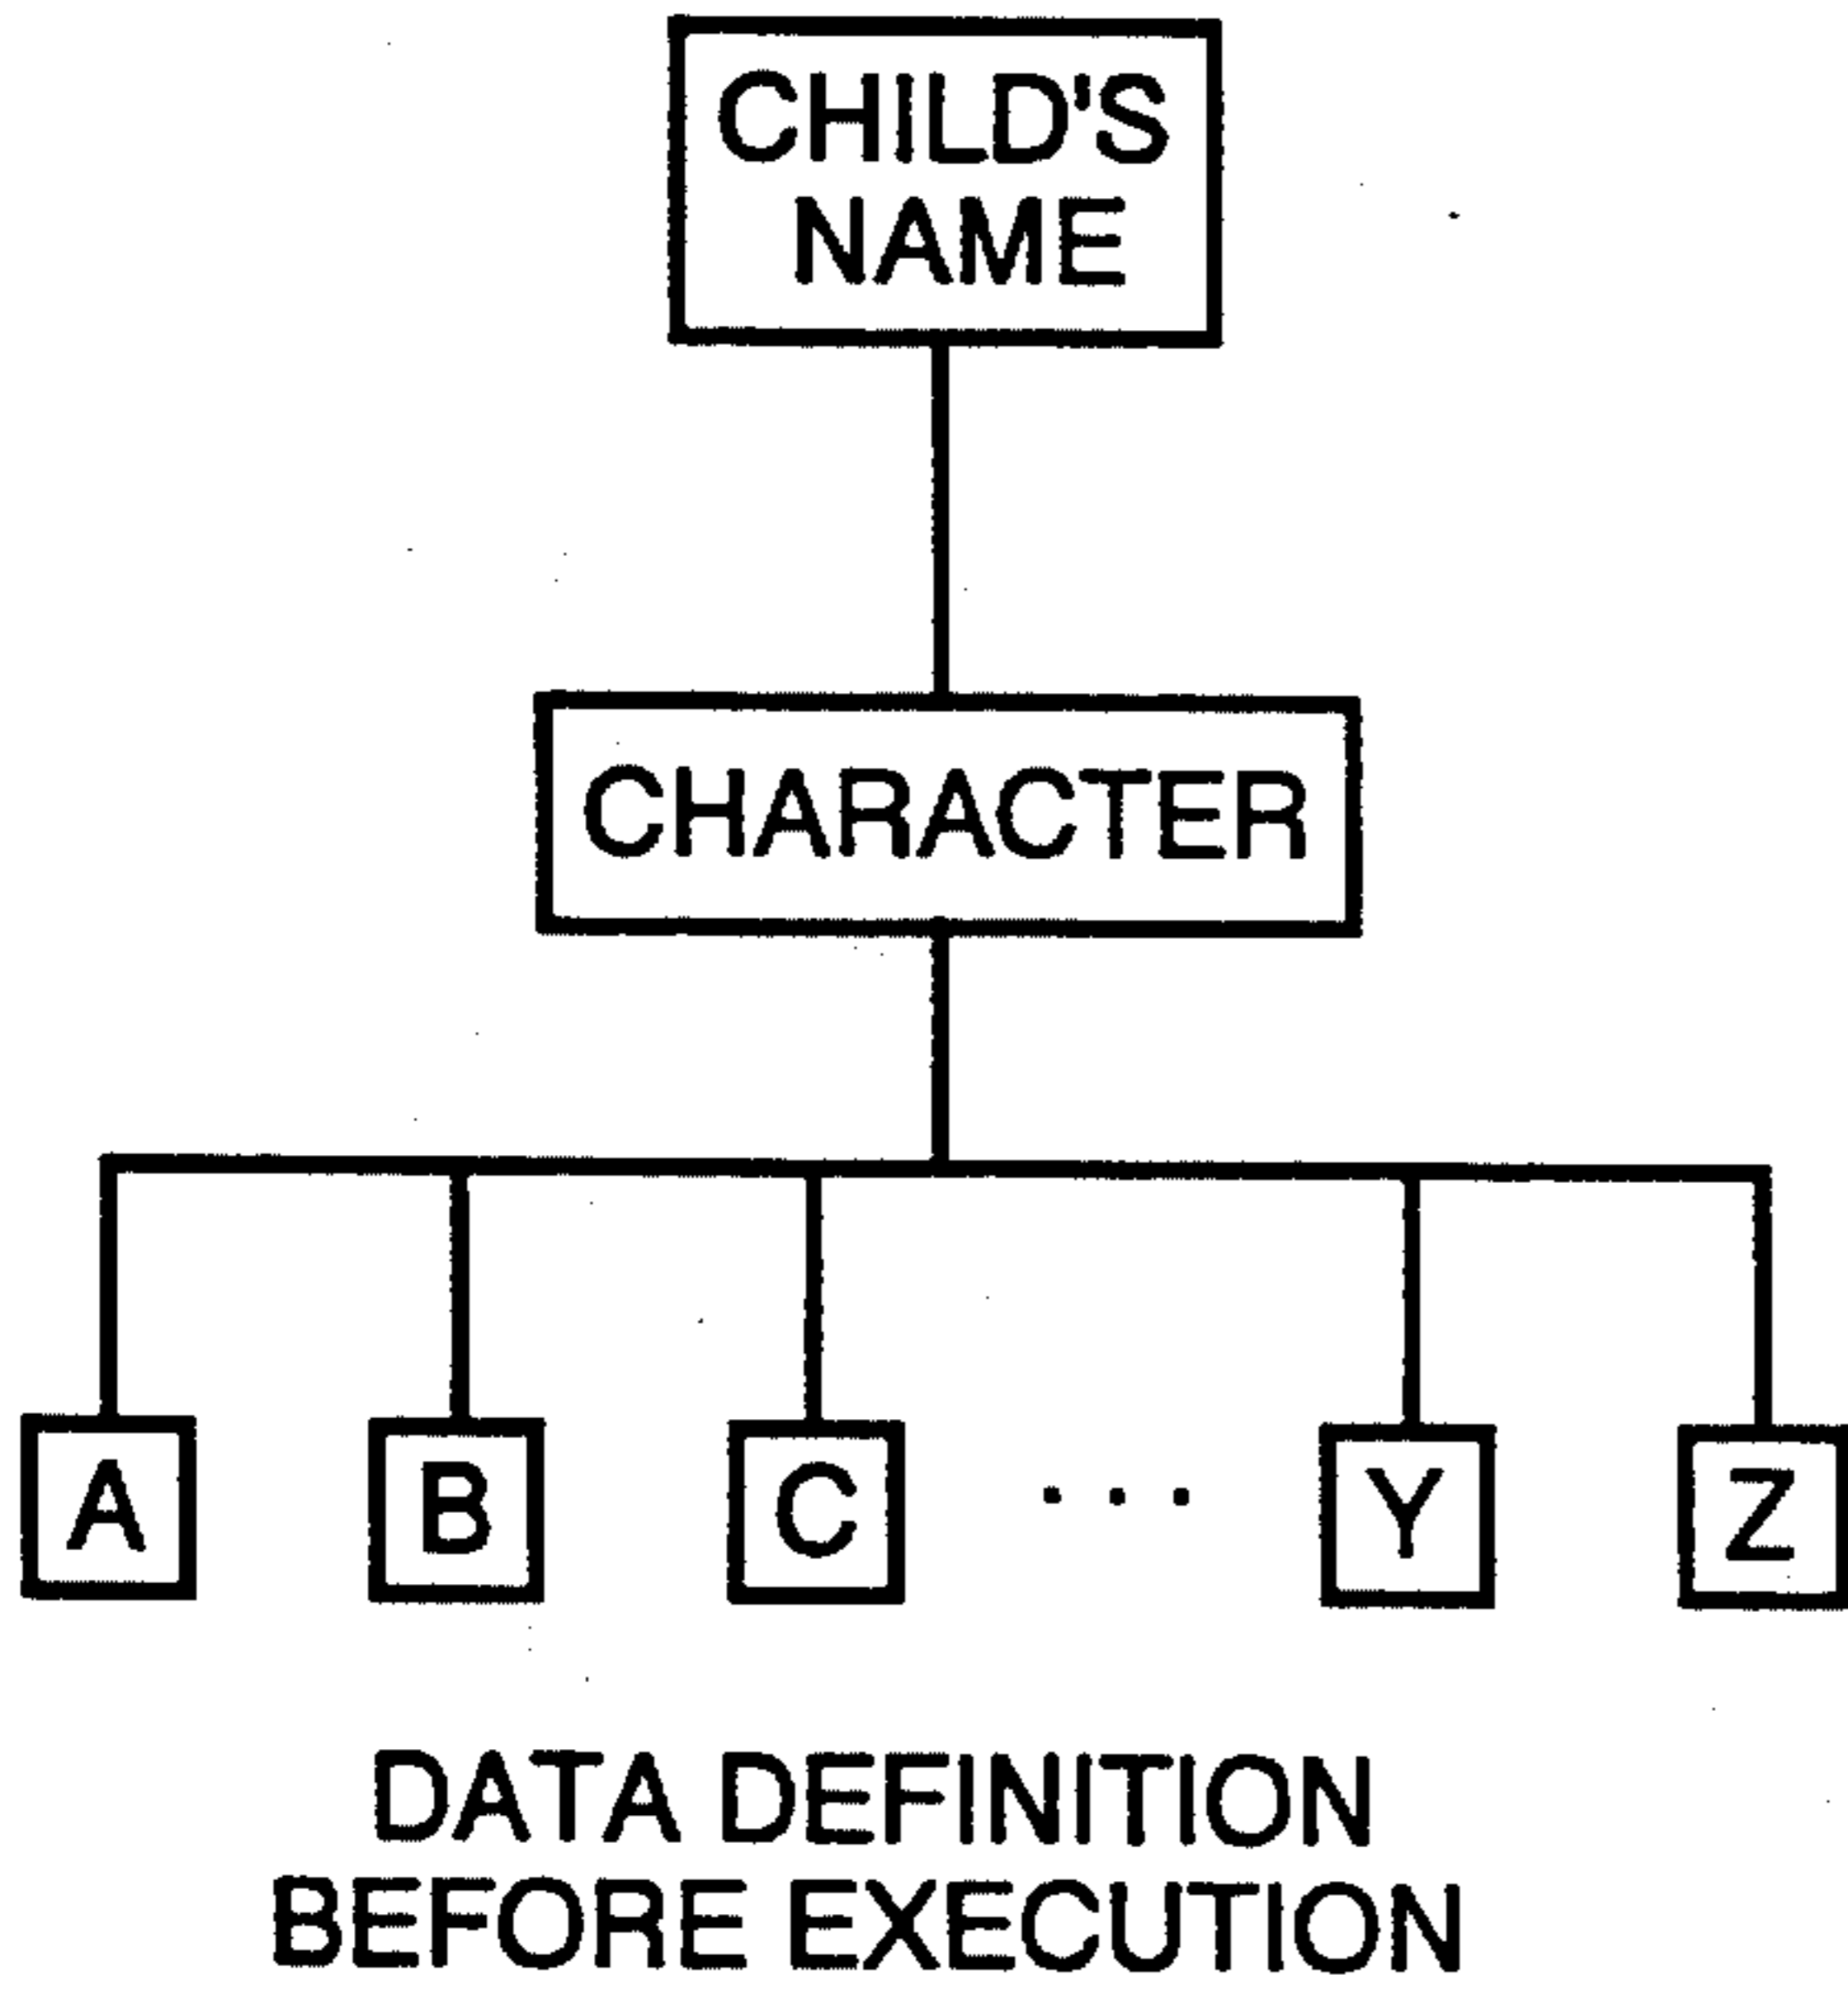 CHILD'S
NAME
CHARACTER
A B C . . . Y Z
DATA DEFINITION
BEFORE EXECUTION